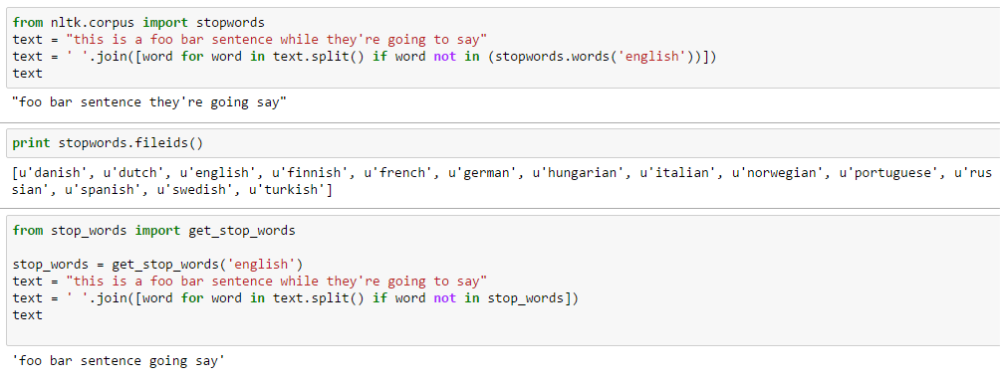 from nltk.corpus import stopwords
text = "this is a foo bar sentence while they're going to say"
text = ' '.join([word for word in text.split() if word not in (stopwords.words('english'))])
text
"foo bar sentence they're going say"
print stopwords.fileids()
[u'danish', u'dutch', u'english', u'finnish', u'french', u'german', u'hungarian', u'italian', u'norwegian', u'portuguese', u'rus
sian', u'spanish', u'swedish', u'turkish']
from stop_words import get_stop_words
stop_words = get_stop_words('english')
text = "this is a foo bar sentence while they're going to say"
text = ' '.join([word for word in text.split() if word not in stop_words])
text
'foo bar sentence going say'